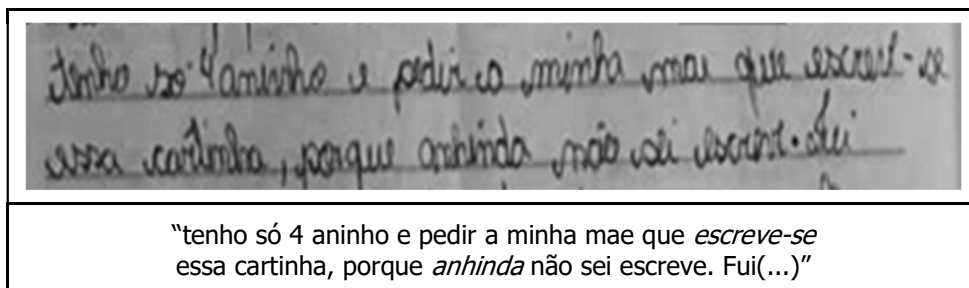 tenho só 4 aninho e pedir a minha mae que escreve-se
essa cartinha, porque anhinda não sei escreve. Fui
“tenho só 4 aninho e pedir a minha mae que escreve-se
essa cartinha, porque anhinda não sei escreve. Fui(...)”